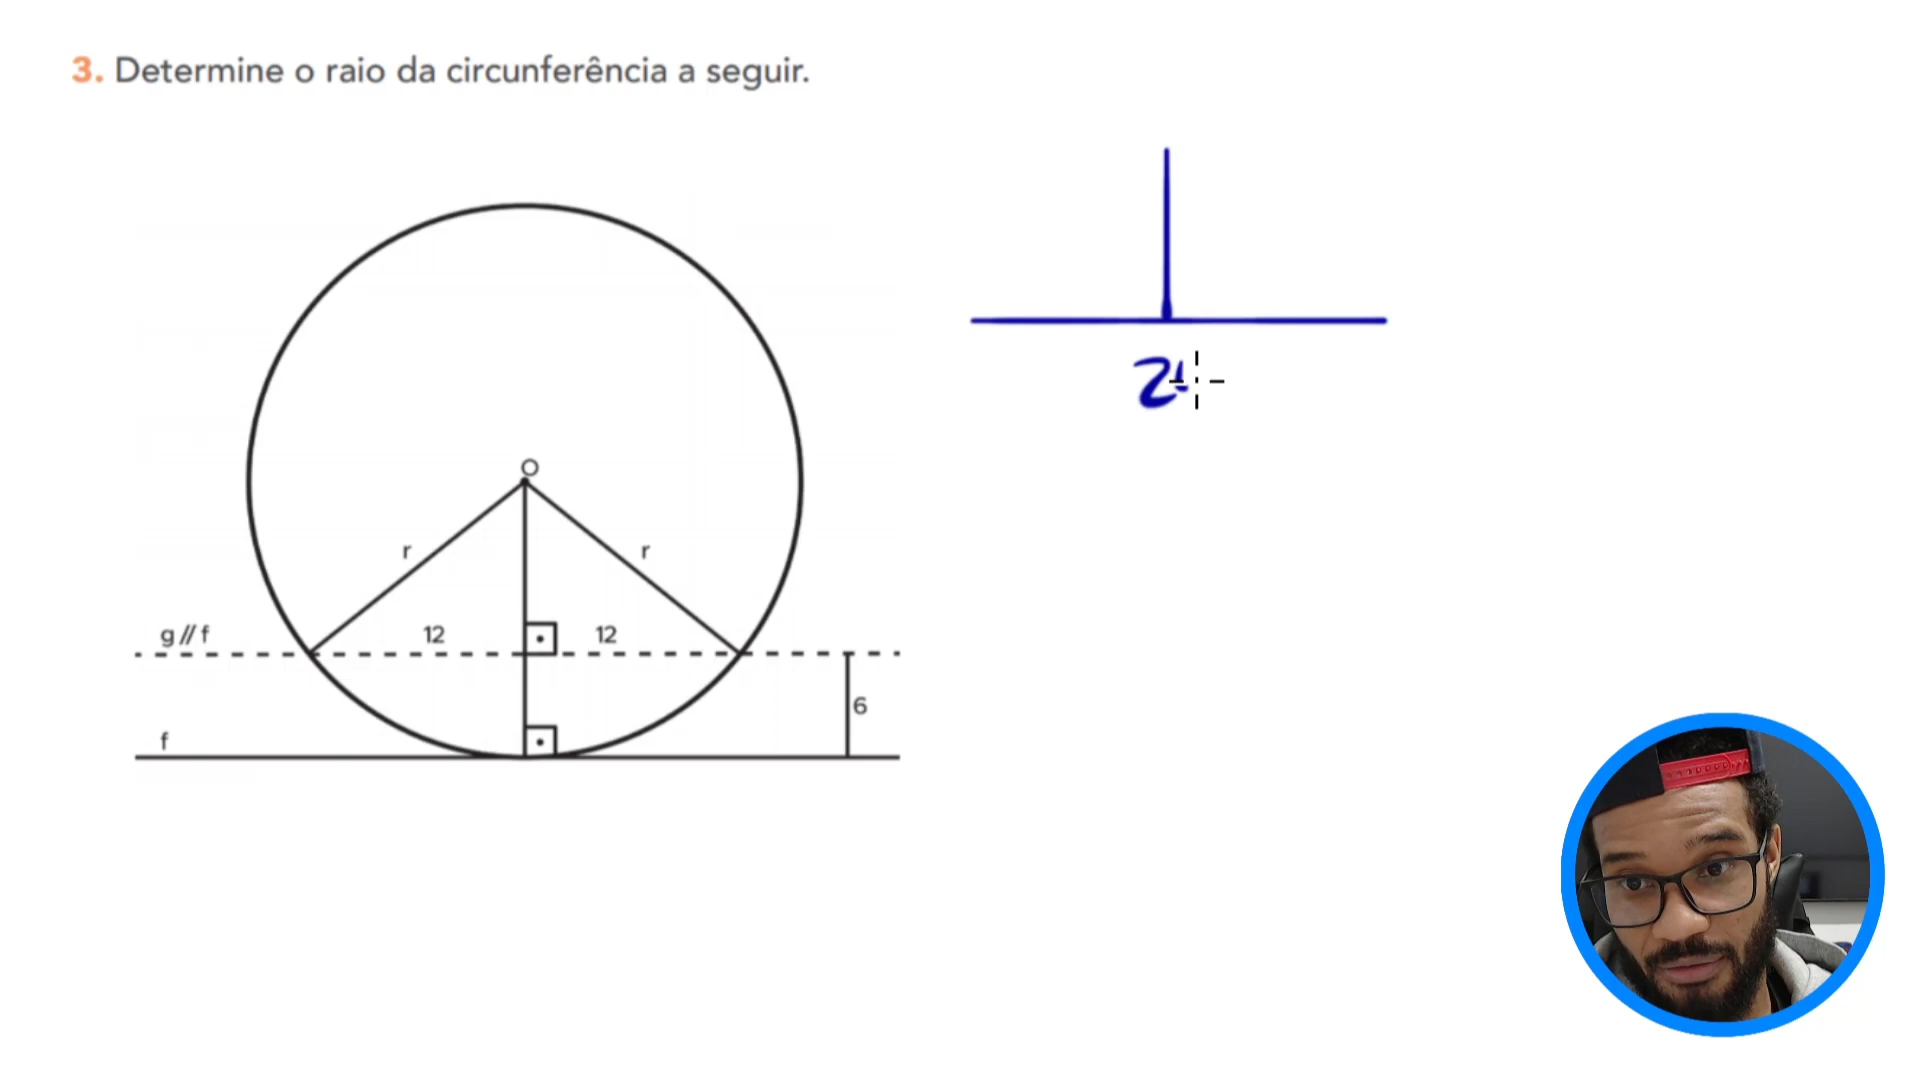 3. Determine o raio da circunferência a seguir.
O
r
r
g // f
12
12
6
f